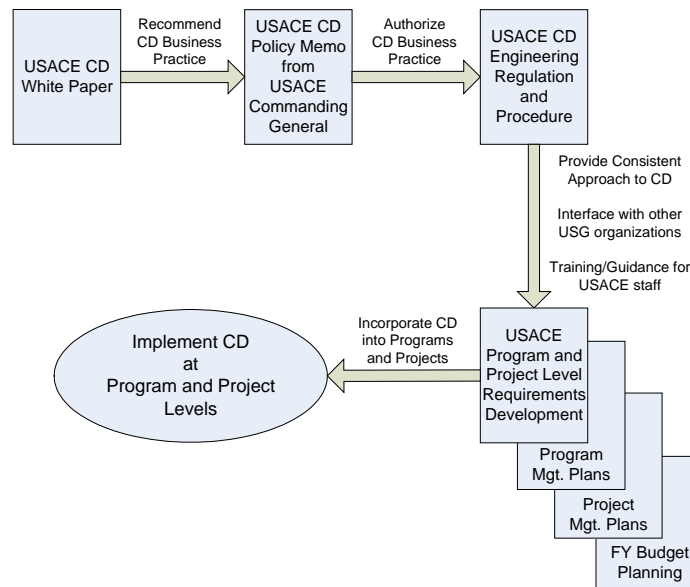 USACE CD
White Paper
Recommend
CD Business
Practice
USACE CD
Policy Memo
from
USACE
Commanding
General
Authorize
CD Business
Practice
USACE CD
Engineering
Regulation
and
Procedure
Provide Consistent
Approach to CD
Interface with other
USG organizations
Training/Guidance for
USACE staff
USACE
Program and
Project Level
Requirements
Development
Program
Mgt. Plans
Project
Mgt. Plans
FY Budget
Planning
Incorporate CD
into Programs
and Projects
Implement CD
at
Program and Project
Levels